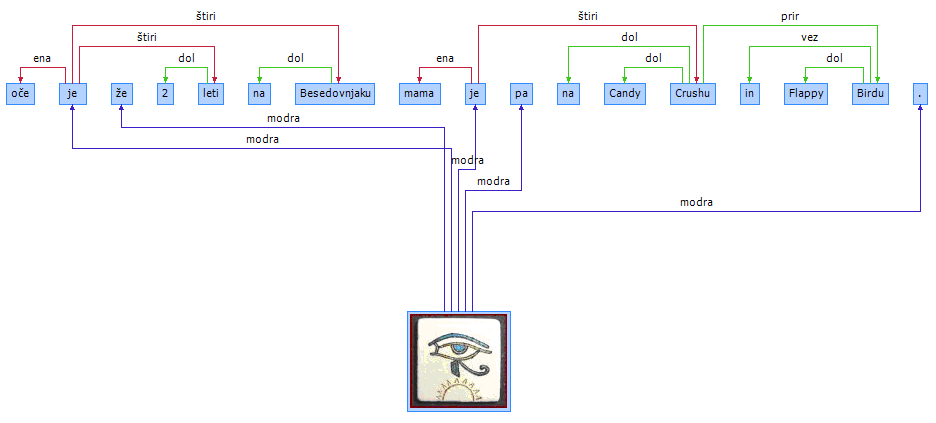 štiri štiri prir
štiri dol vez
ena dol dol ena dol dol
oče je že 2 leti na Besedovnjaku mama je pa na Candy Crushu in Flappy Birdu .
modra
modra
modra
modra
modra